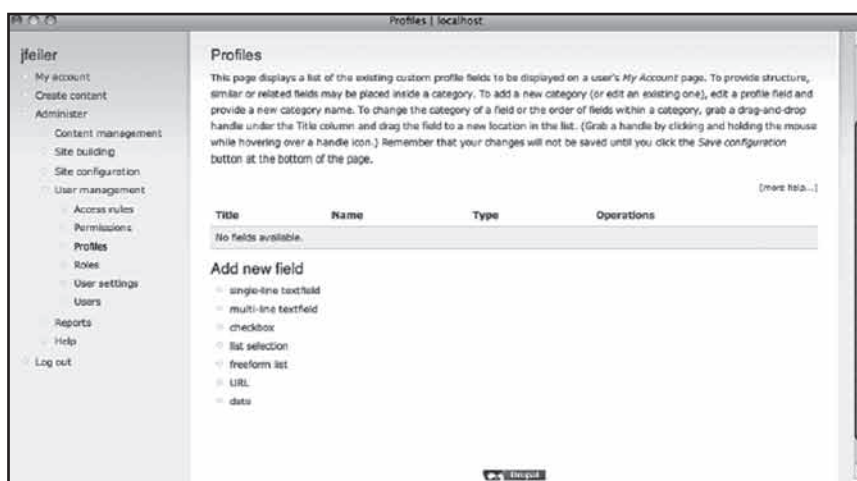 Profiles | localhost
jfeiler
My account
Create content
Administer
Content management
Site building
Site configuration
User management
Access rules
Permissions
Profiles
Roles
User settings
Users
Reports
Help
Log out
Profiles
This page displays a list of the existing custom profile fields to be displayed on a user's My Account page. To provide structure,
similar or related fields may be placed inside a category. To add a new category (or edit an existing one), edit a profile field and
provide a new category name. To change the category of a field or the order of fields within a category, grab a drag-and-drop
handle under the Title column and drag the field to a new location in the list. (Grab a handle by clicking and holding the mouse
while hovering over a handle icon.) Remember that your changes will not be saved until you click the Save configuration
button at the bottom of the page.
[more help...]
Title Name Type Operations
No fields available.
Add new field
single-line textfield
multi-line textfield
checkbox
list selection
freeform list
URL
date
Drupal